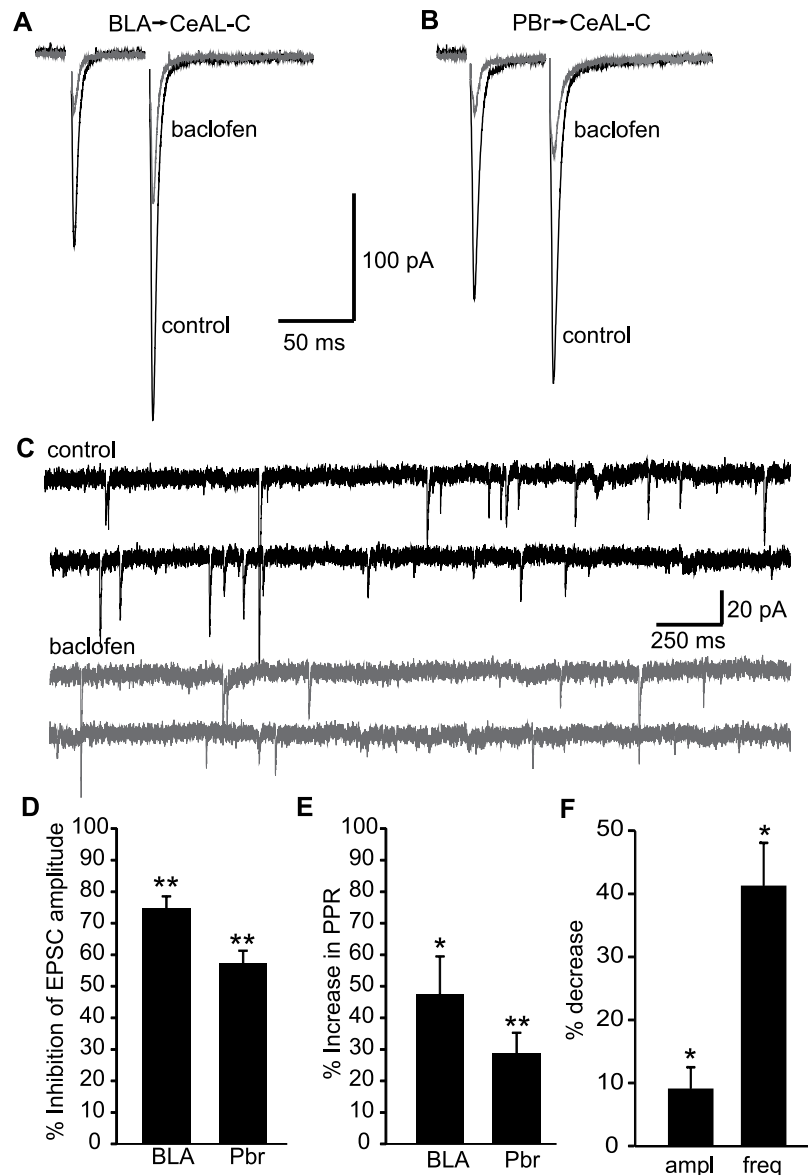 A
BLA→CeAL-C
baclofen
control
50 ms
100 pA
B
PBr→CeAL-C
baclofen
control
C
control
20 pA
250 ms
baclofen
D
% Inhibition of EPSC amplitude
100
90
80
70
60
50
40
30
20
10
0
**
**
BLA Pbr
E
% Increase in PPR
100
90
80
70
60
50
40
30
20
10
0
*
**
BLA Pbr
F
% decrease
50
40
30
20
10
0
*
*
ampl freq